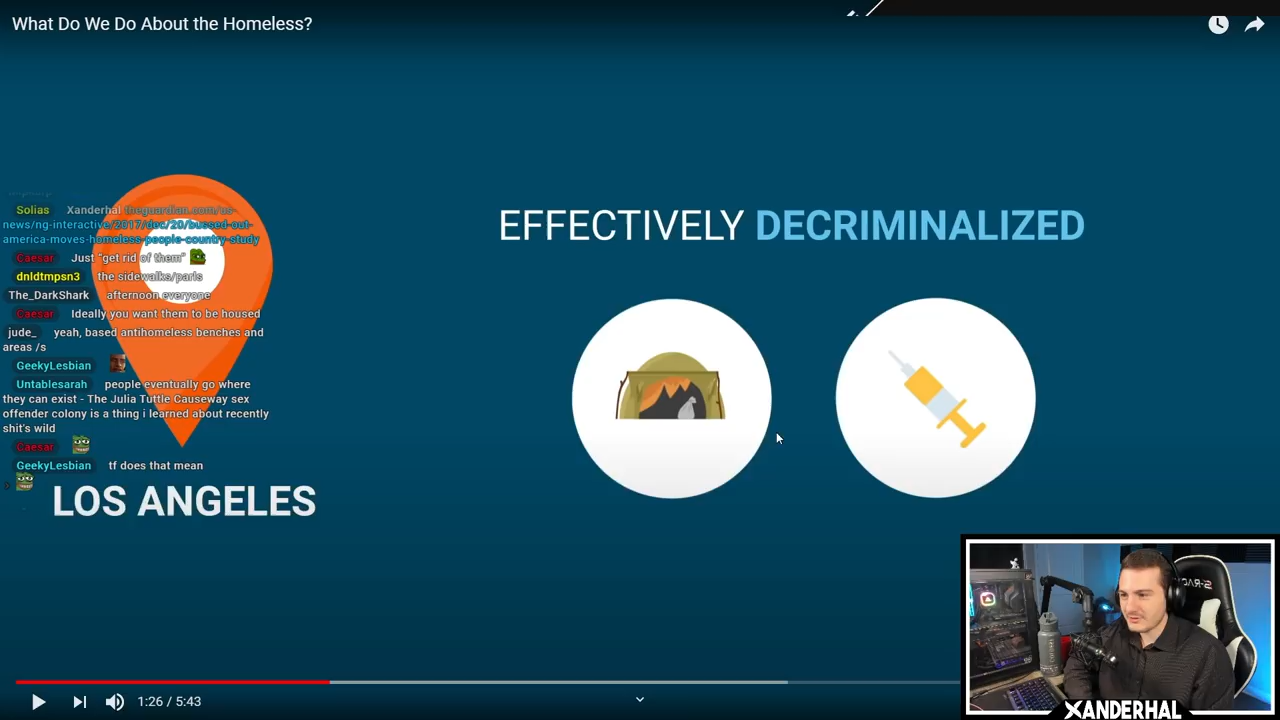 What Do We Do About the Homeless?
EFFECTIVELY DECRIMINALIZED
Solias Xanderhal theguardian.com/us-
news/ng-interactive/2017/dec/20/bussed-out-
america-moves-homeless-people-country-study
Caesar Just "get rid of them"
dnldtmpsn3 the sidewalks/paris
The_DarkShark afternoon everyone
Caesar Ideally you want them to be housed
jude_ yeah, based antihomeless benches and
areas /s
GeekyLesbian
Untablesarah people eventually go where
they can exist - The Julia Tuttle Causeway sex
offender colony is a thing i learned about recently
shit's wild
Caesar
GeekyLesbian tf does that mean
LOS ANGELES
1:26 / 5:43
XANDERHAL